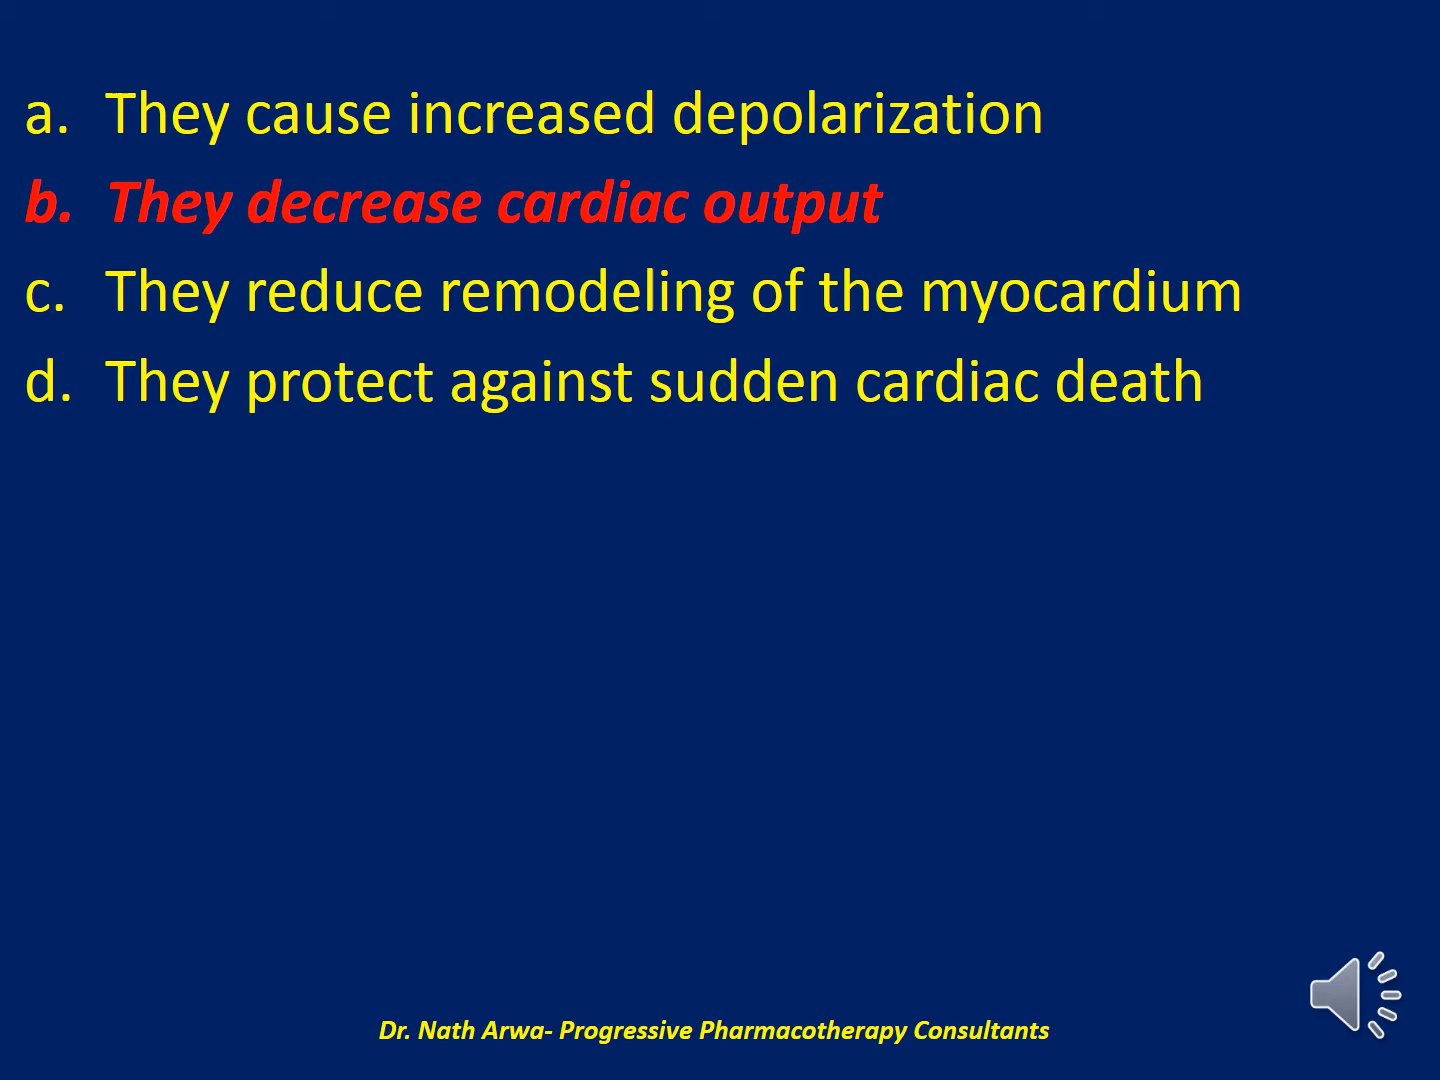 a. They cause increased depolarization
b. They decrease cardiac output
c. They reduce remodeling of the myocardium
d. They protect against sudden cardiac death
Dr. Nath Arwa- Progressive Pharmacotherapy Consultants